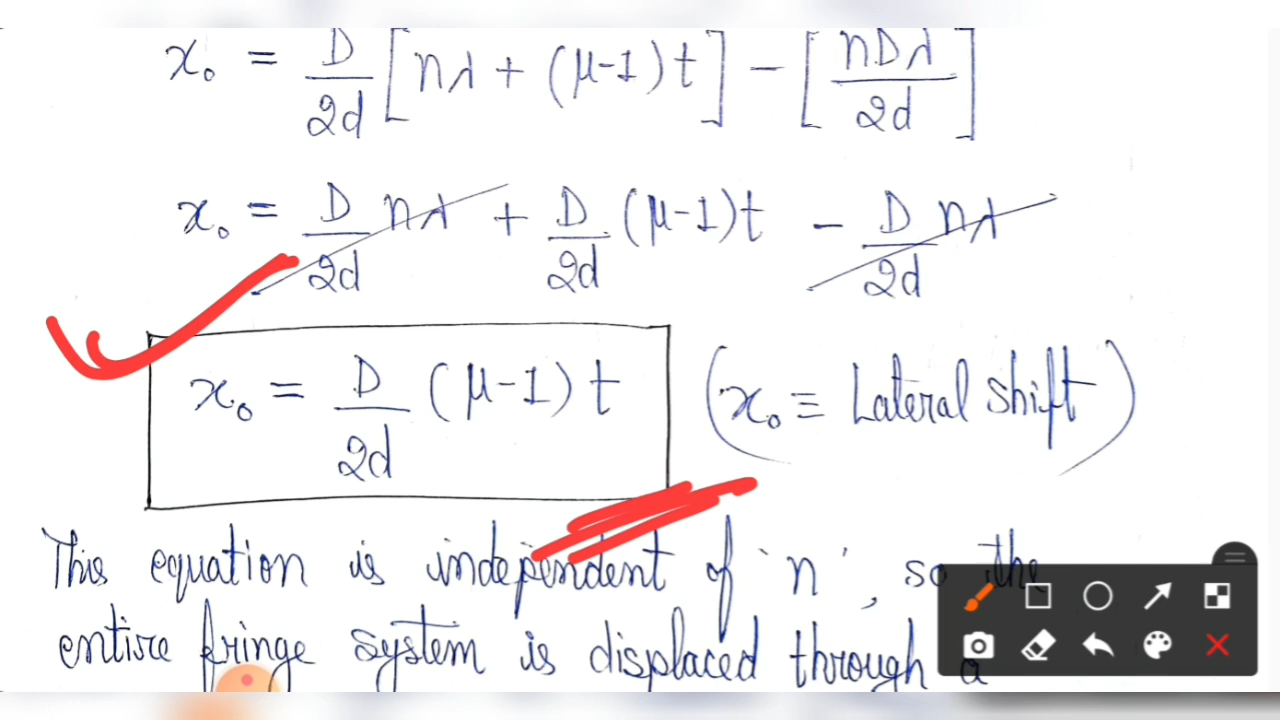 x₀ = D/2d [nλ + (μ-1)t] - [nDλ/2d]
x₀ = D/2d nλ + D/2d (μ-1)t - D/2d nλ
x₀ = D/2d (μ-1)t (x₀ ≡ Lateral shift)
This equation is independent of 'n', so the
entire fringe system is displaced through a